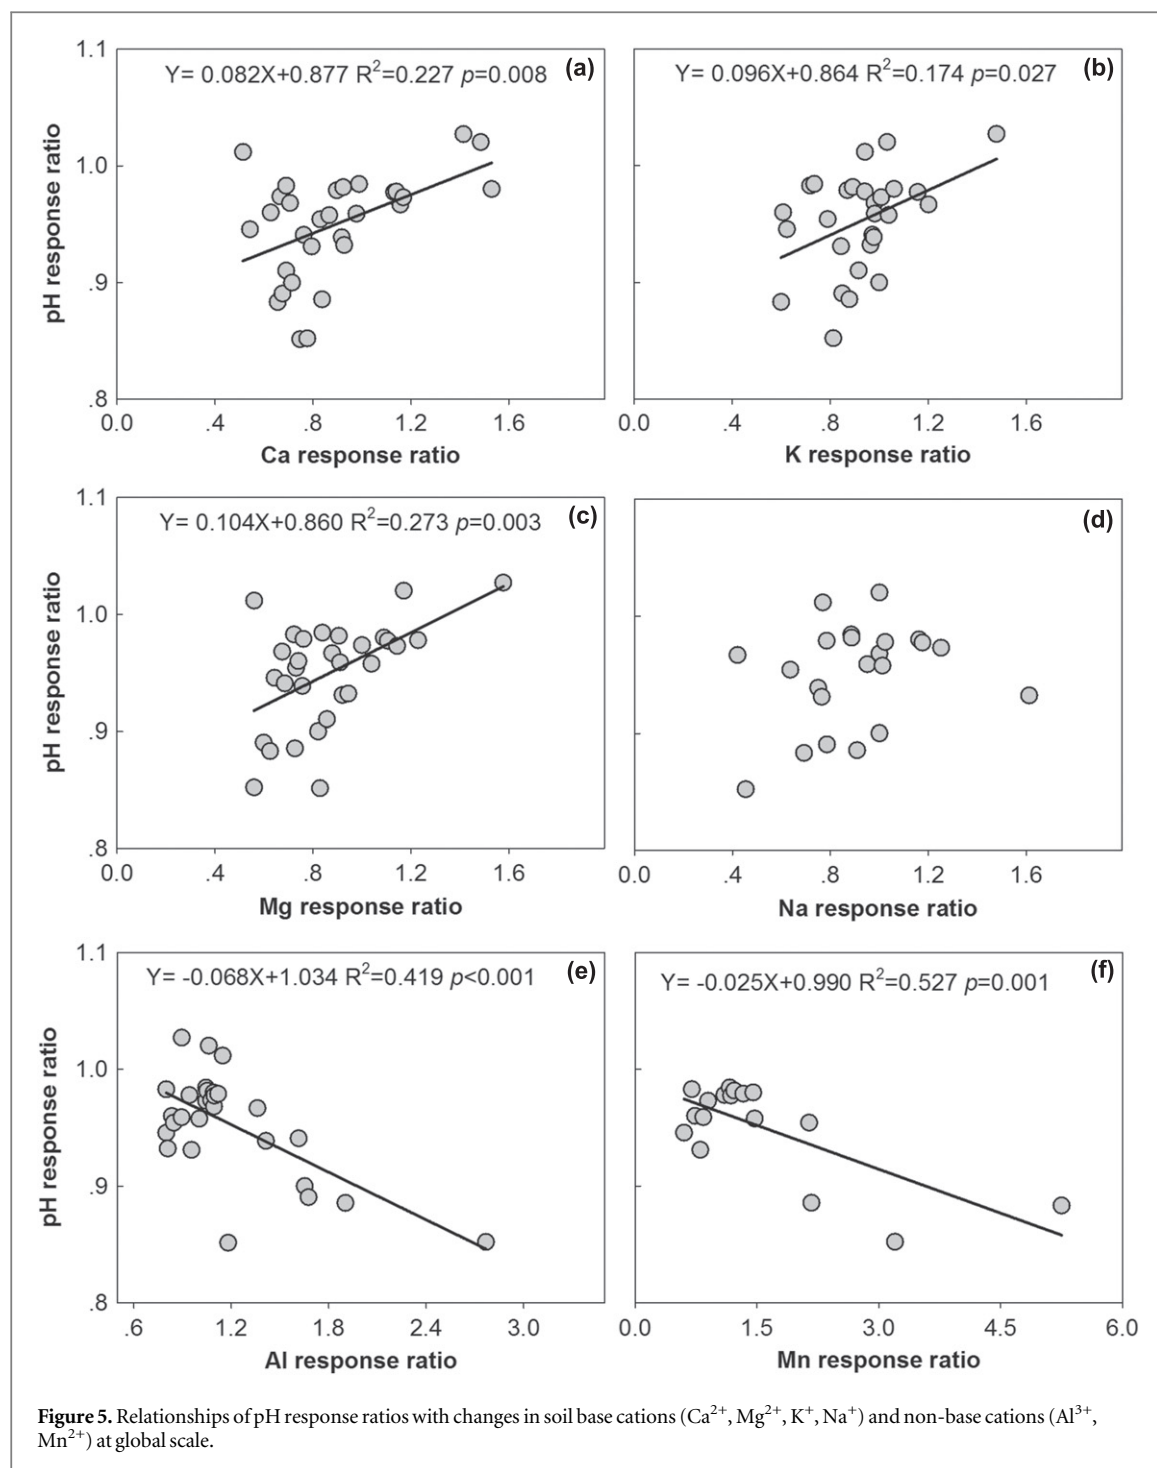 1.1
Y= 0.082X+0.877 R²=0.227 p=0.008 (a)
Y= 0.096X+0.864 R²=0.174 p=0.027 (b)
pH response ratio
1.0
.9
.8
0.0 .4 .8 1.2 1.6
0.0 .4 .8 1.2 1.6
Ca response ratio
K response ratio
1.1
Y= 0.104X+0.860 R²=0.273 p=0.003 (c)
(d)
pH response ratio
1.0
.9
.8
0.0 .4 .8 1.2 1.6
0.0 .4 .8 1.2 1.6
Mg response ratio
Na response ratio
1.1
Y= -0.068X+1.034 R²=0.419 p<0.001 (e)
Y= -0.025X+0.990 R²=0.527 p=0.001 (f)
pH response ratio
1.0
.9
.8
.6 1.2 1.8 2.4 3.0
0.0 1.5 3.0 4.5 6.0
Al response ratio
Mn response ratio
Figure 5. Relationships of pH response ratios with changes in soil base cations (Ca²⁺, Mg²⁺, K⁺, Na⁺) and non-base cations (Al³⁺,
Mn²⁺) at global scale.